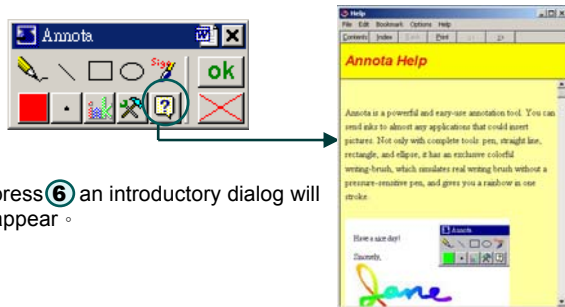 Annota
Sign
ok
press 6 an introductory dialog will
appear。
Help
File Edit Bookmark Options Help
Contents Index Back Print
Annota Help
Annota is a powerful and easy-use annotation tool. You can
send inks to almost any applications that could insert
pictures. Not only with complete tools: pen, straight line,
rectangle, and ellipse, it has an exclusive colorful
writing-brush, which simulates real writing brush without a
pressure-sensitive pen, and gives you a rainbow in one
stroke.
Have a nice day!
Sincerely,
Annota
Jane